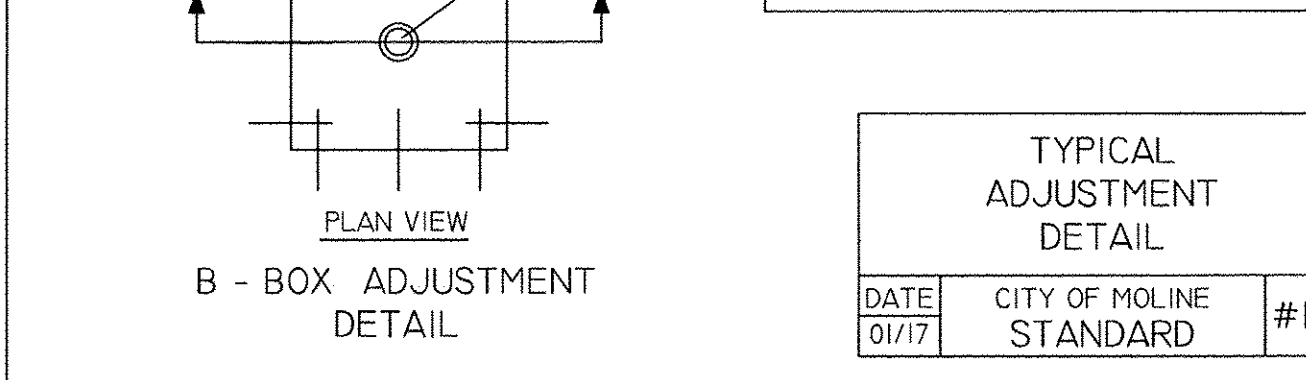 PLAN VIEW
B - BOX ADJUSTMENT
DETAIL
TYPICAL
ADJUSTMENT
DETAIL
DATE
01/17
CITY OF MOLINE
STANDARD